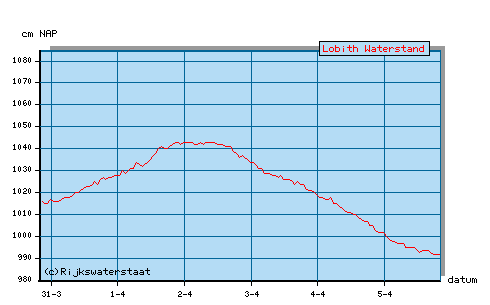 cm NAP
Lobith Waterstand
1080
1070
1060
1050
1040
1030
1020
1010
1000
990
980
(c)Rijkswaterstaat
datum
31-3 1-4 2-4 3-4 4-4 5-4